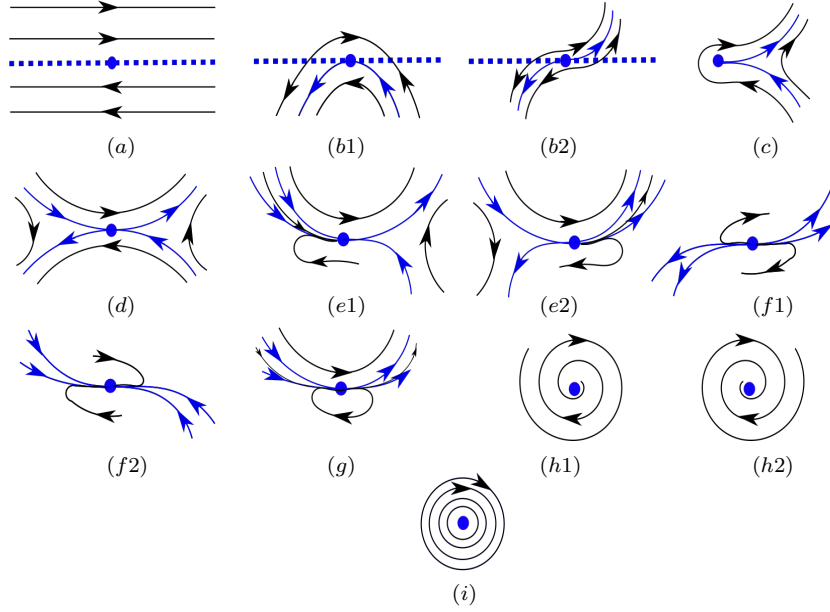 (a) (b1) (b2) (c)
(d) (e1) (e2) (f1)
(f2) (g) (h1) (h2)
(i)